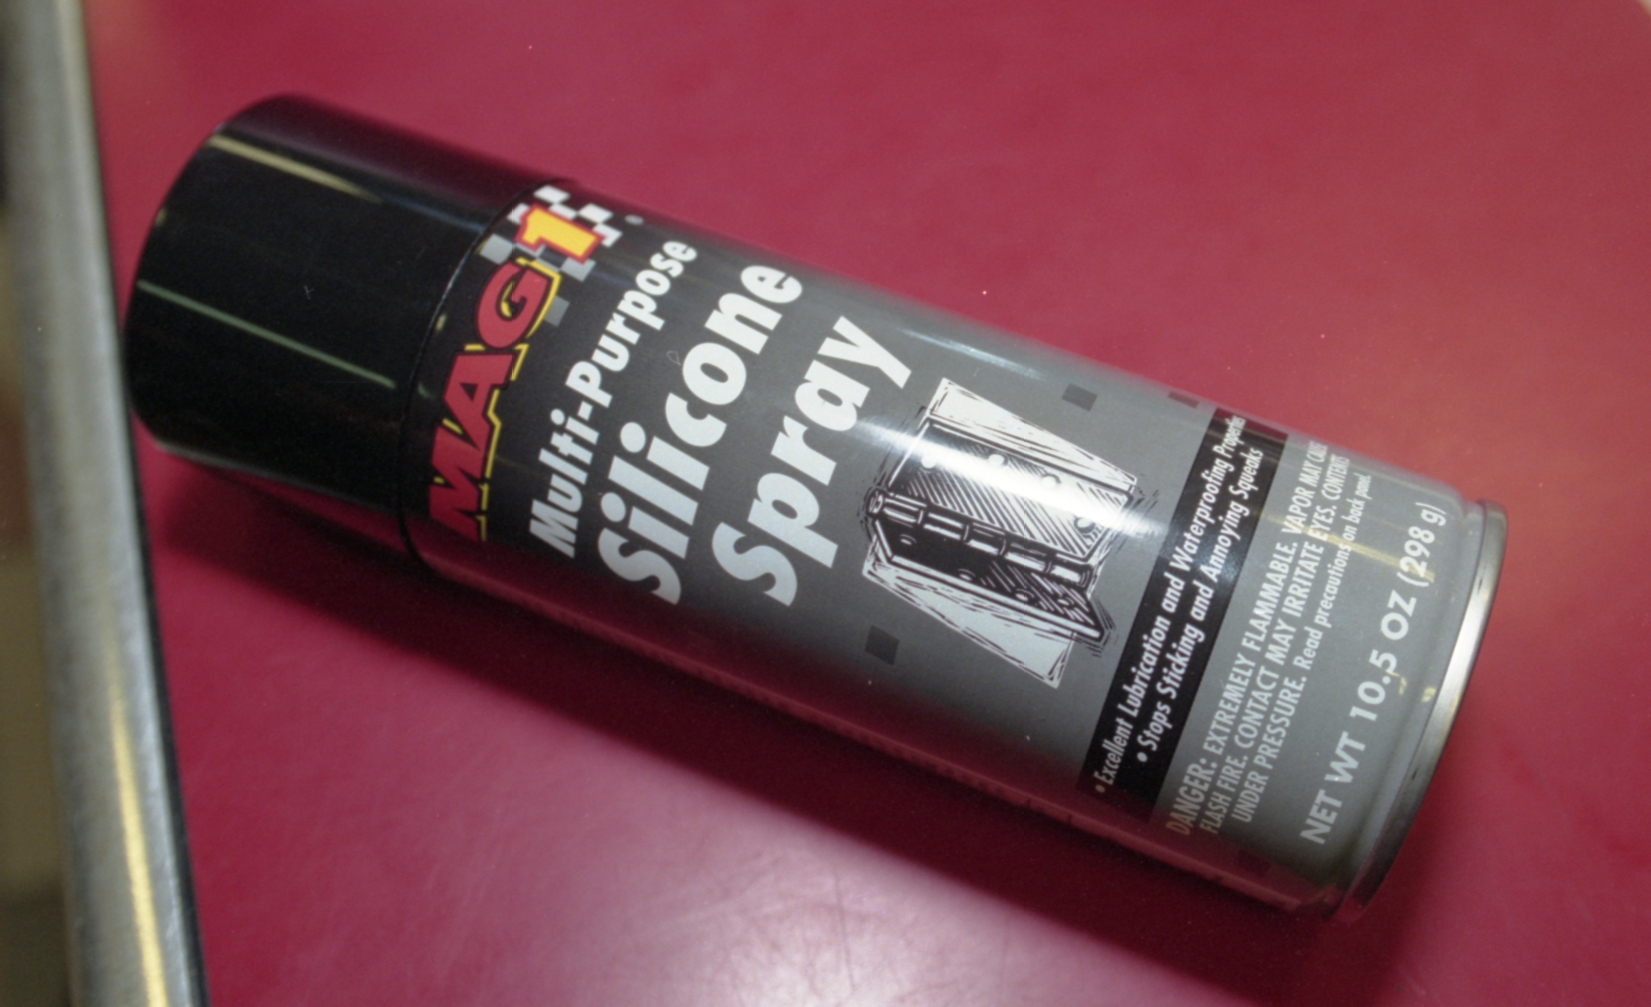 MAG 1
Multi-Purpose
Silicone
Spray
• Excellent Lubrication and Waterproofing Properties
• Stops Sticking and Annoying Squeaks
DANGER: EXTREMELY FLAMMABLE. VAPOR MAY CAUSE
FLASH FIRE. CONTACT MAY IRRITATE EYES. CONTENTS
UNDER PRESSURE. Read precautions on back panel.
NET WT 10.5 OZ (298 g)